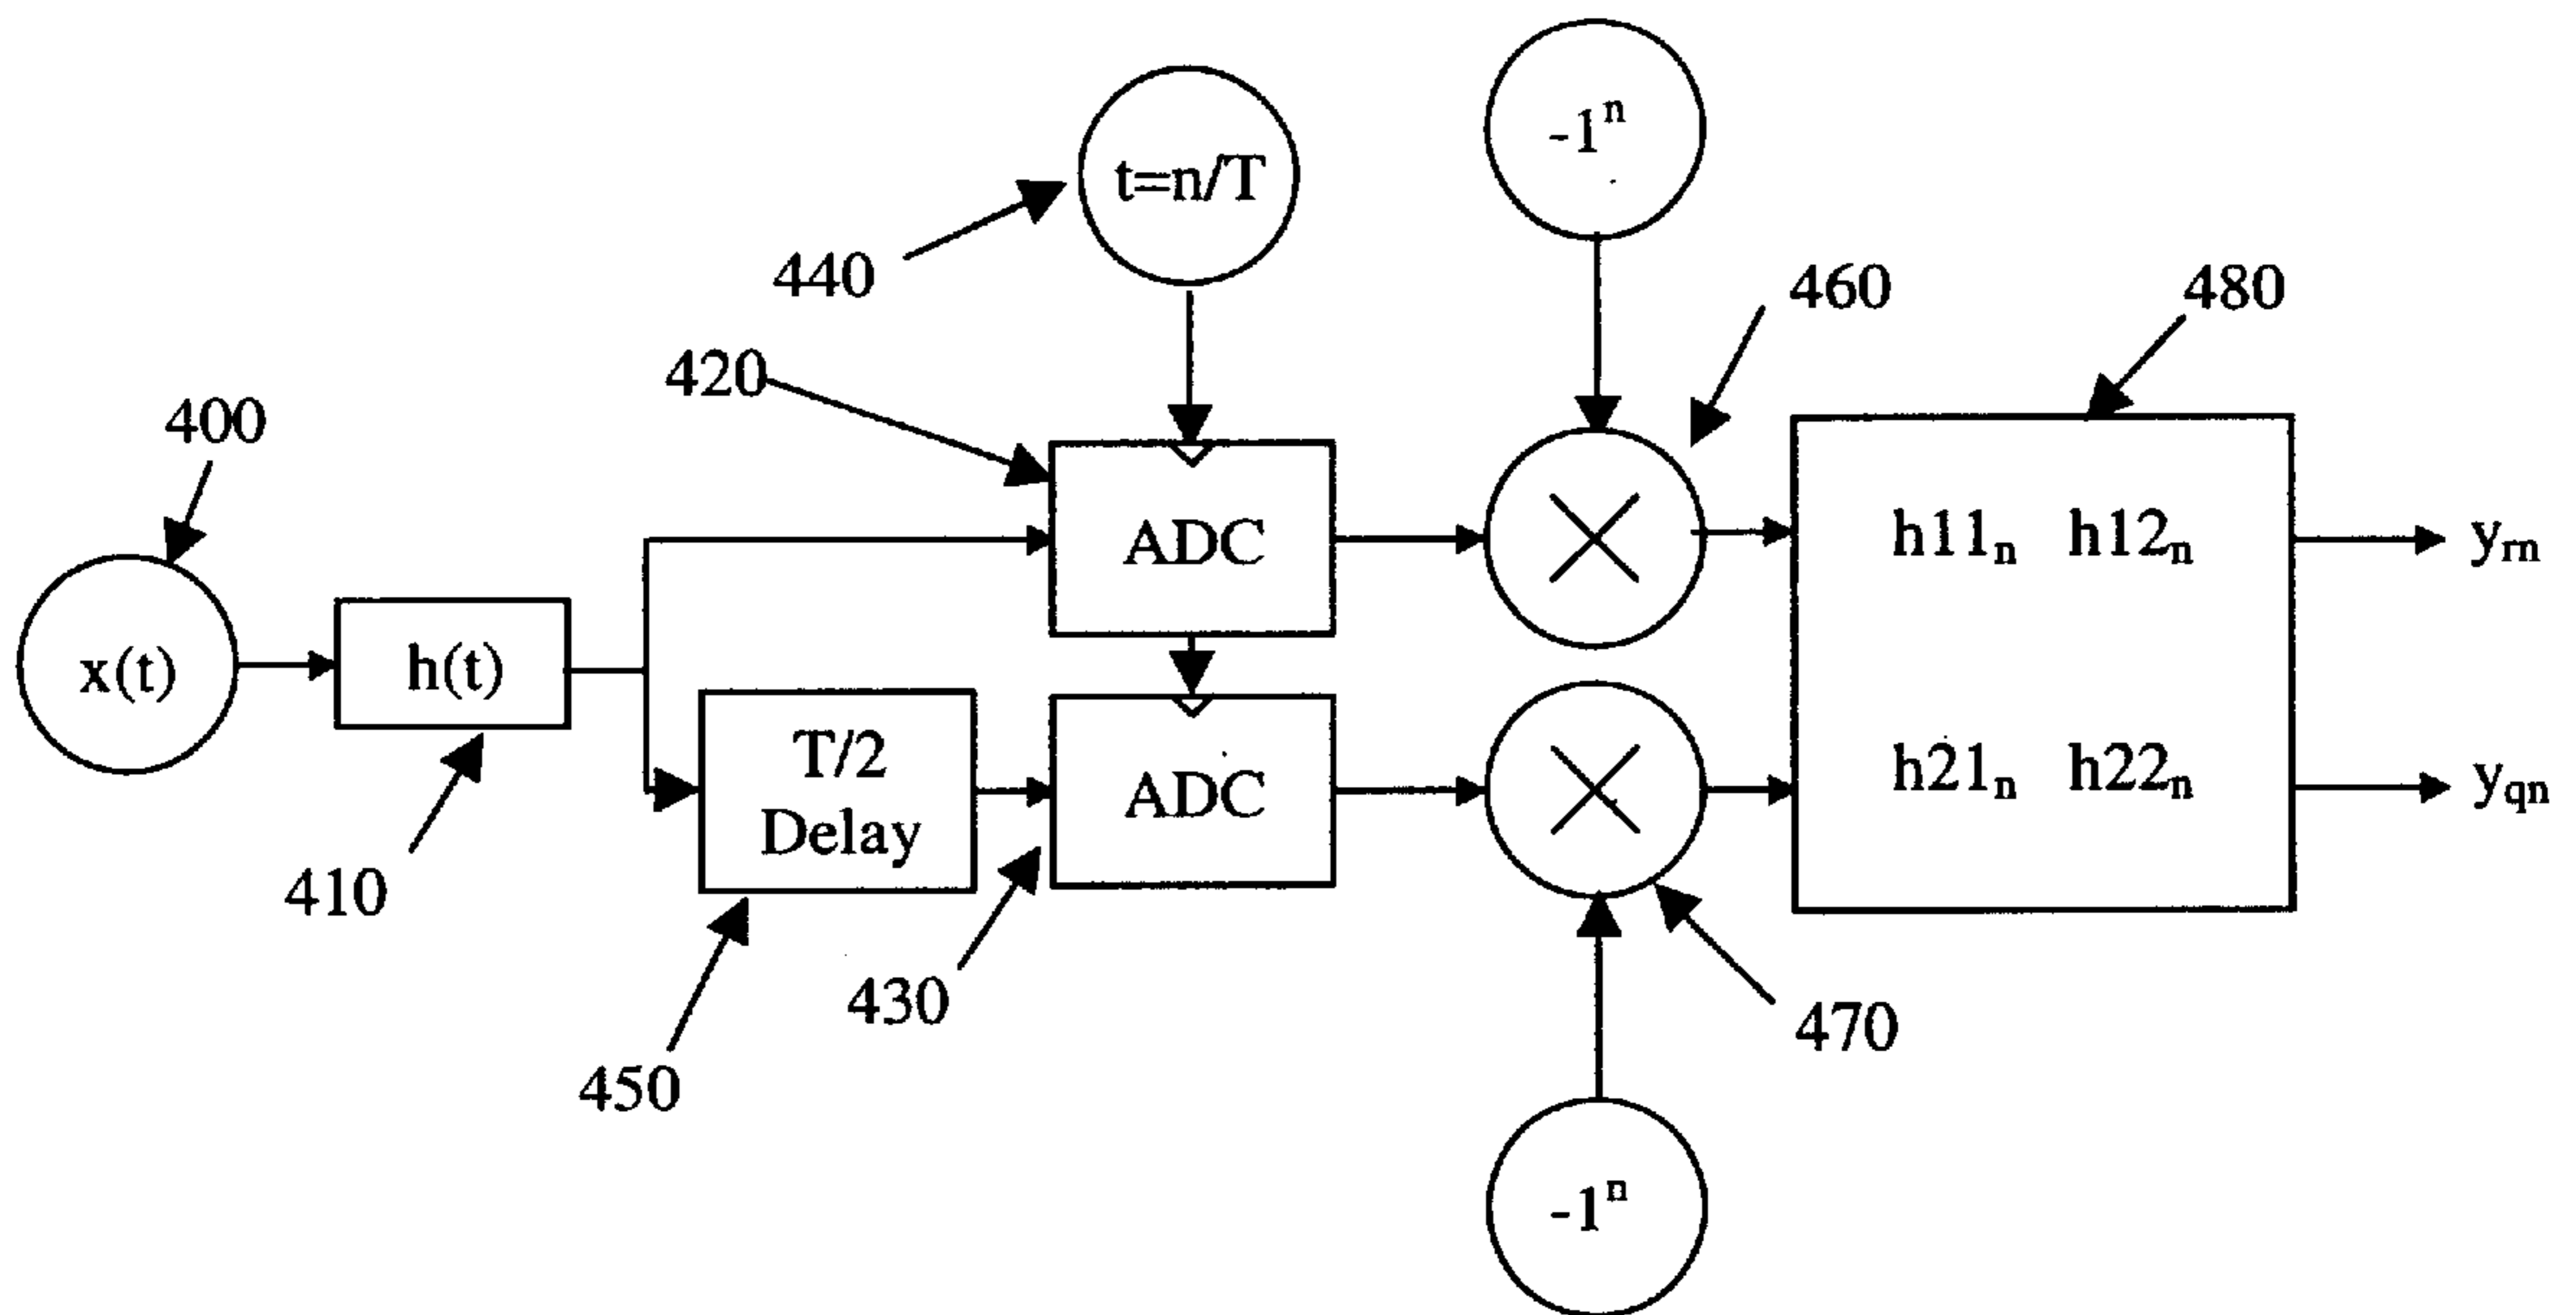 -1ⁿ
t=n/T
440
460
480
420
400
ADC
h11ₙ h12ₙ
yᵣₙ
x(t)
h(t)
T/2
Delay
ADC
h21ₙ h22ₙ
y_qn
410
430
470
450
-1ⁿ